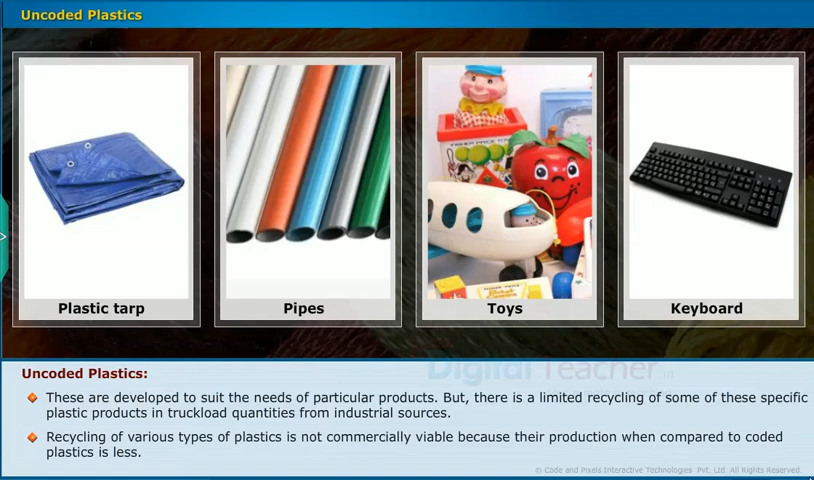 Uncoded Plastics
Plastic tarp
Pipes
Toys
Keyboard
Uncoded Plastics:
These are developed to suit the needs of particular products. But, there is a limited recycling of some of these specific
plastic products in truckload quantities from industrial sources.
Recycling of various types of plastics is not commercially viable because their production when compared to coded
plastics is less.
Digital Teacher.in
© Code and Pixels Interactive Technologies Pvt. Ltd. All Rights Reserved.